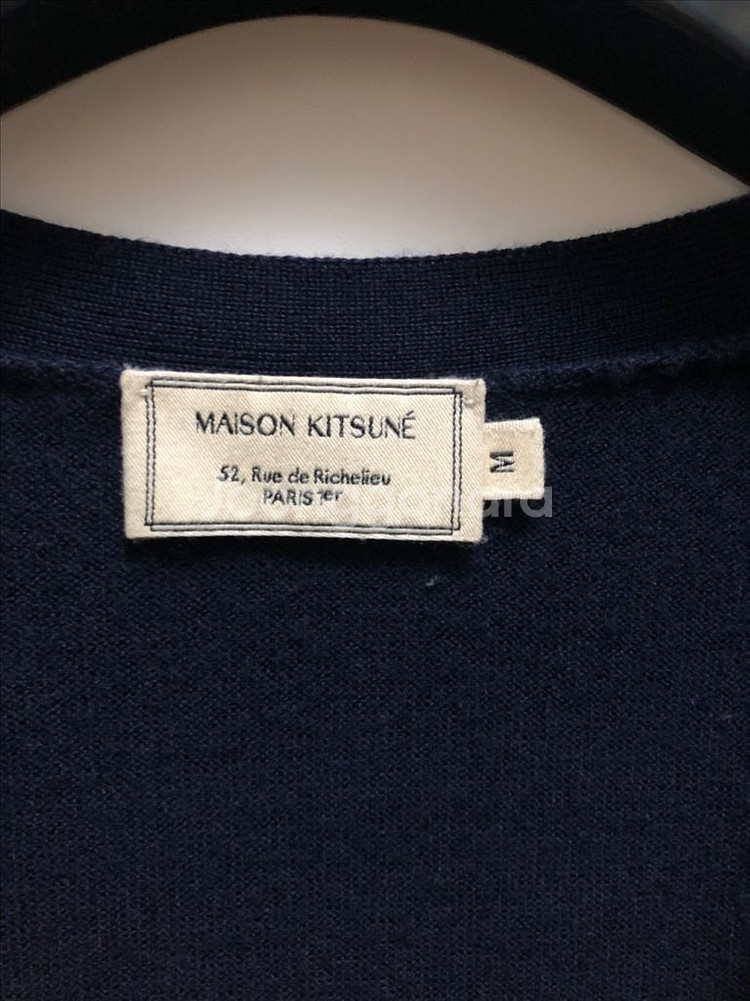 MAISON KITSUNÉ
52, Rue de Richelieu
PARIS 1er
M